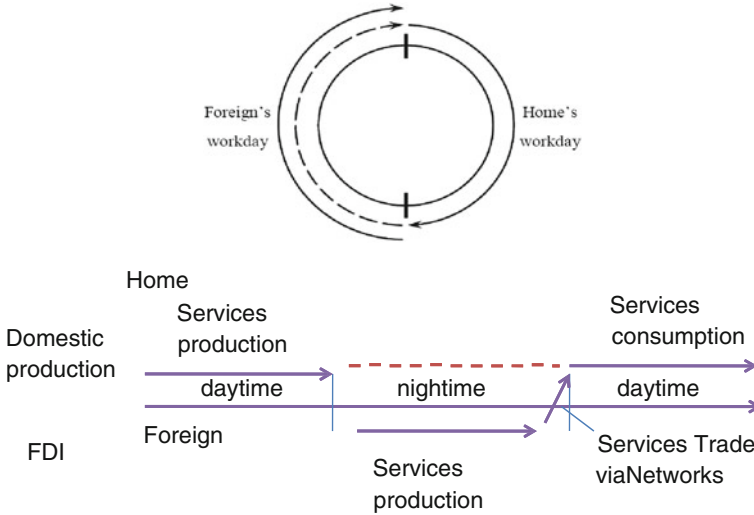 Foreign's
workday
Home's
workday
Home
Services
production
Services
consumption
Domestic
production
daytime
nightime
daytime
Foreign
FDI
Services
production
Services Trade
viaNetworks